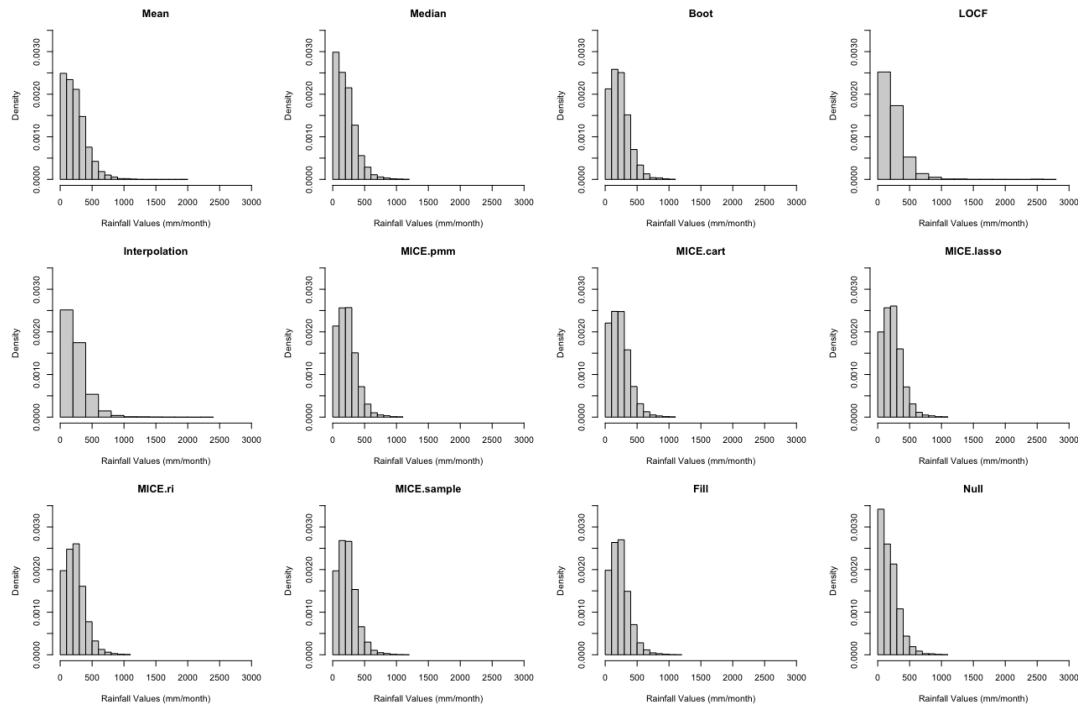 Mean
Density
0.0000 0.0010 0.0020 0.0030
0 500 1000 1500 2000 2500 3000
Rainfall Values (mm/month)
Median
Density
0.0000 0.0010 0.0020 0.0030
0 500 1000 1500 2000 2500 3000
Rainfall Values (mm/month)
Boot
Density
0.0000 0.0010 0.0020 0.0030
0 500 1000 1500 2000 2500 3000
Rainfall Values (mm/month)
LOCF
Density
0.0000 0.0010 0.0020 0.0030
0 500 1000 1500 2000 2500 3000
Rainfall Values (mm/month)
Interpolation
Density
0.0000 0.0010 0.0020 0.0030
0 500 1000 1500 2000 2500 3000
Rainfall Values (mm/month)
MICE.pmm
Density
0.0000 0.0010 0.0020 0.0030
0 500 1000 1500 2000 2500 3000
Rainfall Values (mm/month)
MICE.cart
Density
0.0000 0.0010 0.0020 0.0030
0 500 1000 1500 2000 2500 3000
Rainfall Values (mm/month)
MICE.lasso
Density
0.0000 0.0010 0.0020 0.0030
0 500 1000 1500 2000 2500 3000
Rainfall Values (mm/month)
MICE.ri
Density
0.0000 0.0010 0.0020 0.0030
0 500 1000 1500 2000 2500 3000
Rainfall Values (mm/month)
MICE.sample
Density
0.0000 0.0010 0.0020 0.0030
0 500 1000 1500 2000 2500 3000
Rainfall Values (mm/month)
Fill
Density
0.0000 0.0010 0.0020 0.0030
0 500 1000 1500 2000 2500 3000
Rainfall Values (mm/month)
Null
Density
0.0000 0.0010 0.0020 0.0030
0 500 1000 1500 2000 2500 3000
Rainfall Values (mm/month)